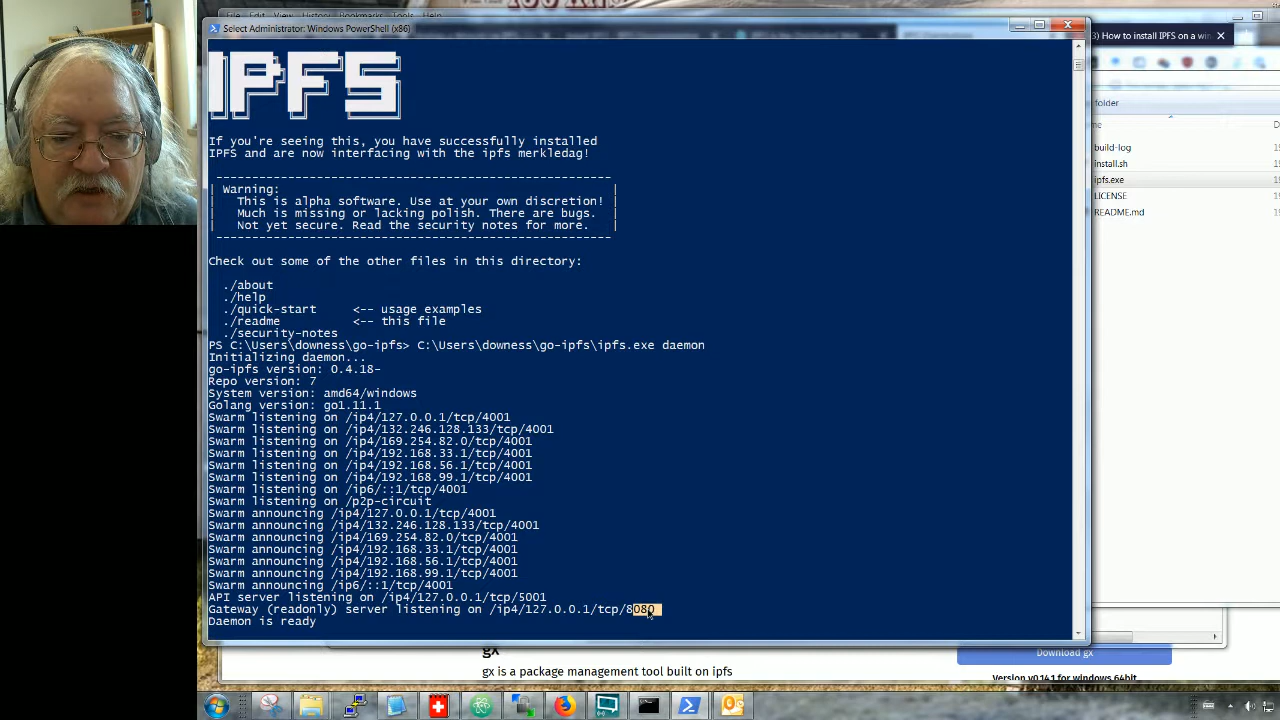 File Edit View History Bookmarks Tools Help
Select Administrator: Windows PowerShell (x86)
3) How to install IPFS on a win
IPFS
If you're seeing this, you have successfully installed
IPFS and are now interfacing with the ipfs merkledag!
-------------------------------------------------------
| Warning:                                              |
|   This is alpha software. Use at your own discretion! |
|   Much is missing or lacking polish. There are bugs.  |
|   Not yet secure. Read the security notes for more.   |
-------------------------------------------------------
Check out some of the other files in this directory:
./about
./help
./quick-start     <-- usage examples
./readme          <-- this file
./security-notes
PS C:\Users\downess\go-ipfs> C:\Users\downess\go-ipfs\ipfs.exe daemon
Initializing daemon...
go-ipfs version: 0.4.18-
Repo version: 7
System version: amd64/windows
Golang version: go1.11.1
Swarm listening on /ip4/127.0.0.1/tcp/4001
Swarm listening on /ip4/132.246.128.133/tcp/4001
Swarm listening on /ip4/169.254.82.0/tcp/4001
Swarm listening on /ip4/192.168.33.1/tcp/4001
Swarm listening on /ip4/192.168.56.1/tcp/4001
Swarm listening on /ip4/192.168.99.1/tcp/4001
Swarm listening on /ip6/::1/tcp/4001
Swarm listening on /p2p-circuit
Swarm announcing /ip4/127.0.0.1/tcp/4001
Swarm announcing /ip4/132.246.128.133/tcp/4001
Swarm announcing /ip4/169.254.82.0/tcp/4001
Swarm announcing /ip4/192.168.33.1/tcp/4001
Swarm announcing /ip4/192.168.56.1/tcp/4001
Swarm announcing /ip4/192.168.99.1/tcp/4001
Swarm announcing /ip6/::1/tcp/4001
API server listening on /ip4/127.0.0.1/tcp/5001
Gateway (readonly) server listening on /ip4/127.0.0.1/tcp/8080
Daemon is ready
folder
build-log
install.sh
ipfs.exe
LICENSE
README.md
gx
gx is a package management tool built on ipfs
Download gx
Version v0.14.1 for windows 64bit